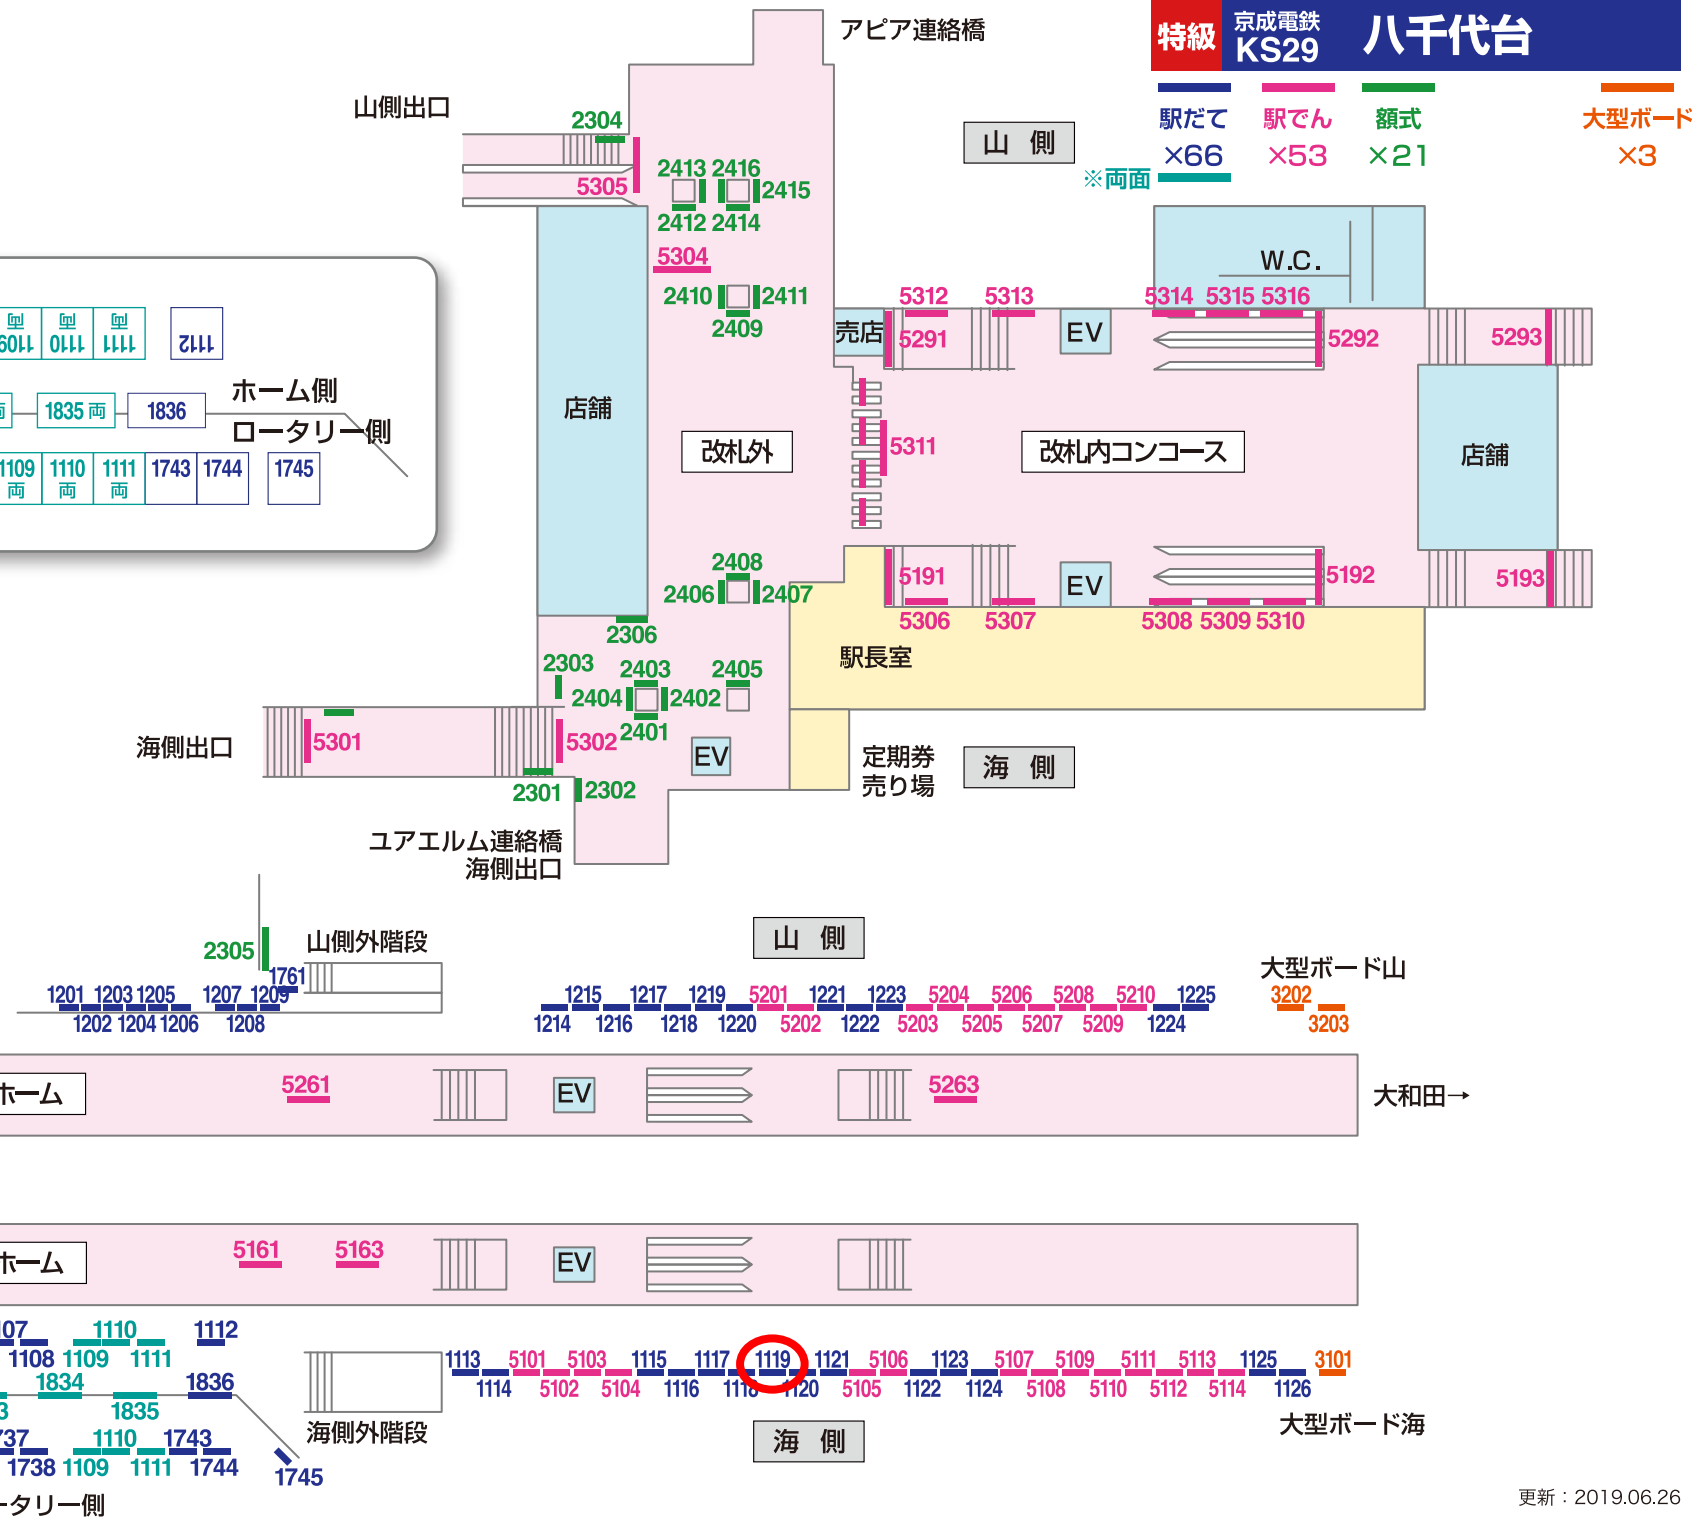 アピア連絡橋
特級
京成電鉄
KS29
八千代台
駅だて
×66
駅でん
×53
額式
×21
大型ボード
×3
※両面
山側出口
2304
5305
山 側
2413 2416
2415
2412 2414
5304
2410
2411
2409
W.C.
5312
5313
5314 5315 5316
売店
5291
EV
5292
5293
1110
1111
1112
ホーム側
1835 両
1836
ロータリー側
1109
両
1110
両
1111
両
1743
1744
1745
店舗
改札外
5311
改札内コンコース
店舗
2408
2406
2407
5191
EV
5192
5193
5306
5307
5308 5309 5310
2306
駅長室
2303
2403
2405
2404
2402
2401
海側出口
5301
5302
EV
定期券
売り場
海 側
2301
2302
ユアエルム連絡橋
海側出口
2305
山側外階段
山 側
大型ボード山
1761
1201 1203 1205
1207 1209
1202 1204 1206
1208
1215 1217 1219 5201 1221 1223 5204 5206 5208 5210 1225
1214 1216 1218 1220 5202 1222 5203 5205 5207 5209 1224
3202
3203
ホーム
5261
EV
5263
大和田→
ホーム
5161
5163
EV
1108
1110
1109 1111
1112
1834
1836
1835
1110
1743
1738
1109 1111
1744
1745
海側外階段
1113 5101 5103 1115 1117 1119 1121 5106 1123 5107 5109 5111 5113 1125 3101
1114 5102 5104 1116 1118 1120 5105 1122 1124 5108 5110 5112 5114 1126
海 側
大型ボード海
ータリー側
更新：2019.06.26